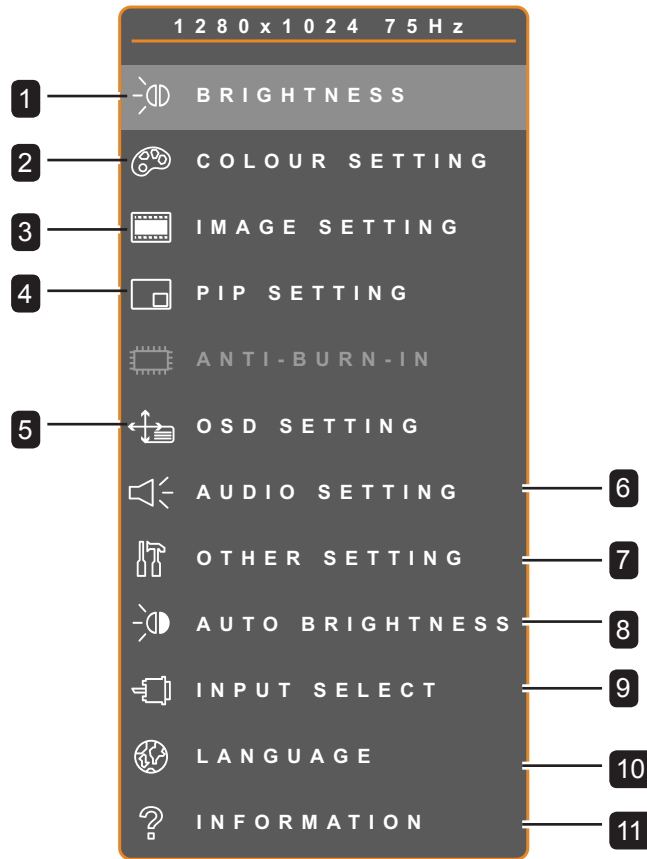 1280x1024 75Hz
1 BRIGHTNESS
2 COLOUR SETTING
3 IMAGE SETTING
4 PIP SETTING
ANTI-BURN-IN
5 OSD SETTING
AUDIO SETTING 6
OTHER SETTING 7
AUTO BRIGHTNESS 8
INPUT SELECT 9
LANGUAGE 10
? INFORMATION 11